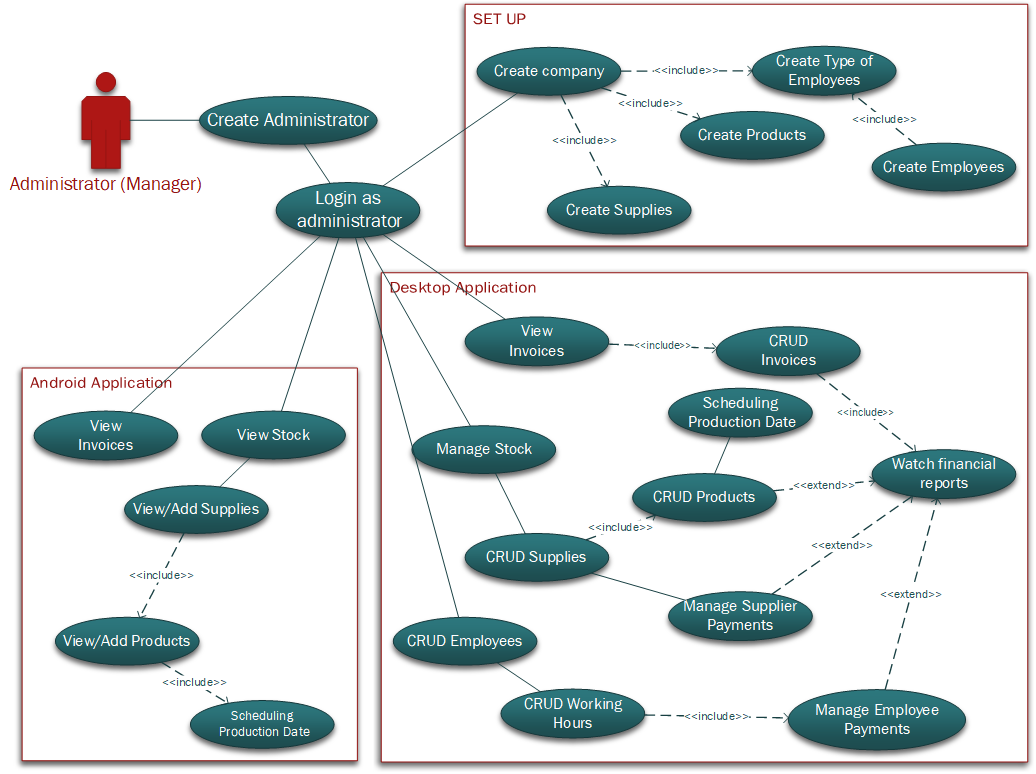 SET UP
Create company
<<include>>
Create Type of
Employees
<<include>>
Create Products
<<include>>
Create Employees
<<include>>
Create Supplies
Create Administrator
Administrator (Manager)
Login as
administrator
Desktop Application
View
Invoices
<<include>>
CRUD
Invoices
<<include>>
Scheduling
Production Date
Manage Stock
Watch financial
reports
CRUD Products
<<extend>>
<<include>>
CRUD Supplies
<<extend>>
Manage Supplier
Payments
<<extend>>
CRUD Employees
CRUD Working
Hours
<<include>>
Manage Employee
Payments
Android Application
View
Invoices
View Stock
View/Add Supplies
<<include>>
View/Add Products
<<include>>
Scheduling
Production Date